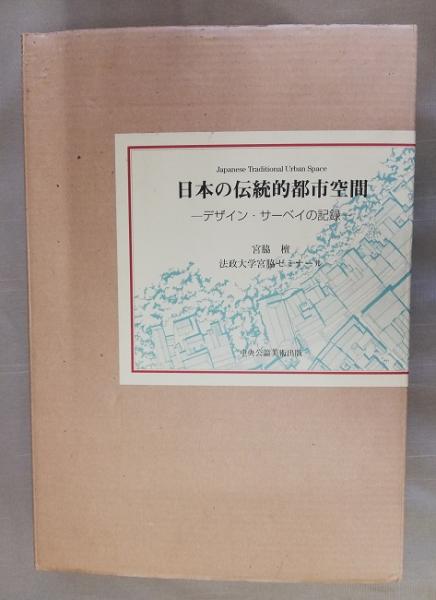 Japanese Traditional Urban Space
日本の伝統的都市空間
—デザイン・サーベイの記録—
宮脇 檀
法政大学宮脇ゼミナール
中央公論美術出版